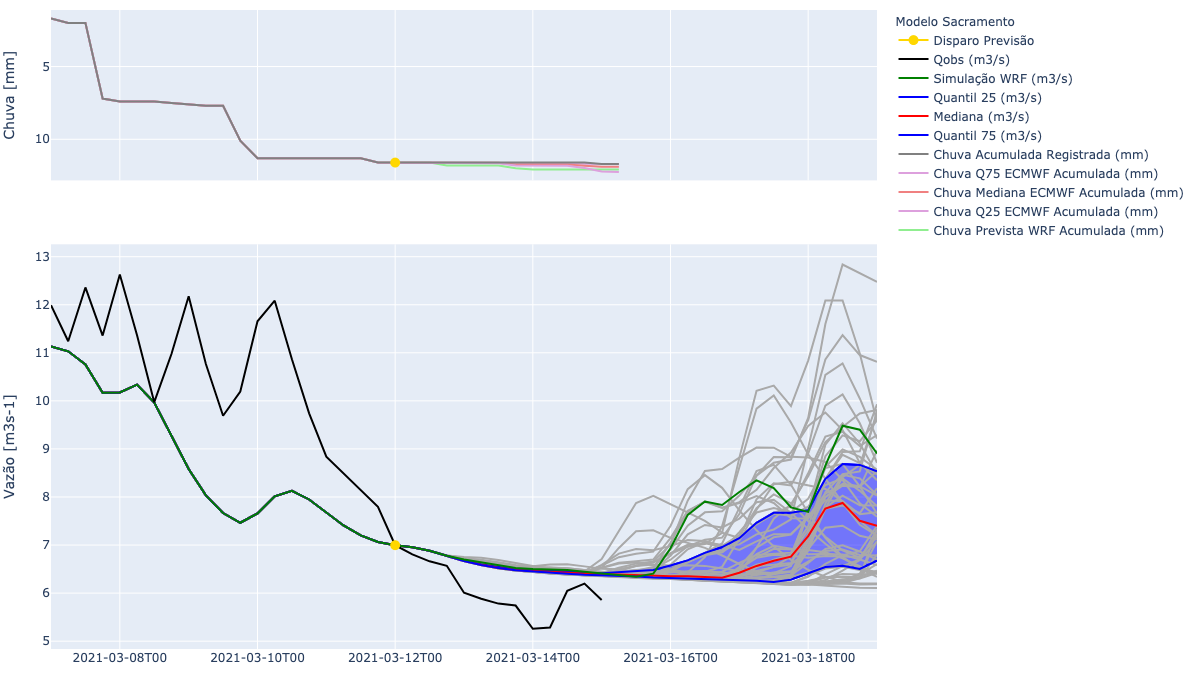 Modelo Sacramento
Disparo Previsão
Qobs (m3/s)
Simulação WRF (m3/s)
Quantil 25 (m3/s)
Mediana (m3/s)
Quantil 75 (m3/s)
Chuva Acumulada Registrada (mm)
Chuva Q75 ECMWF Acumulada (mm)
Chuva Mediana ECMWF Acumulada (mm)
Chuva Q25 ECMWF Acumulada (mm)
Chuva Prevista WRF Acumulada (mm)
Chuva [mm]
5
10
Vazão [m3s-1]
13
12
11
10
9
8
7
6
5
2021-03-08T00 2021-03-10T00 2021-03-12T00 2021-03-14T00 2021-03-16T00 2021-03-18T00